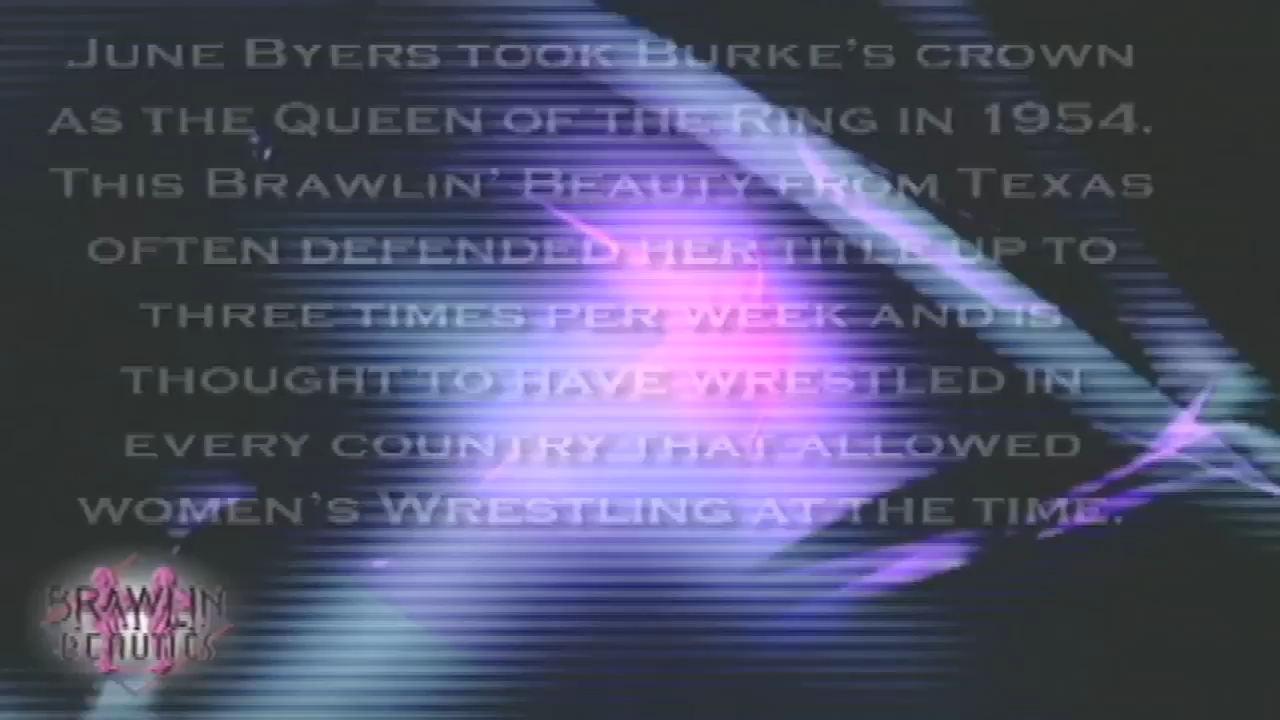 June Byers took Burke's crown
as the Queen of the Ring in 1954.
This Brawlin' Beauty from Texas
often defended her title up to
three times per week and is
thought to have wrestled in
every country that allowed
women's Wrestling at the time.
BRAWLIN
BEAUTIES